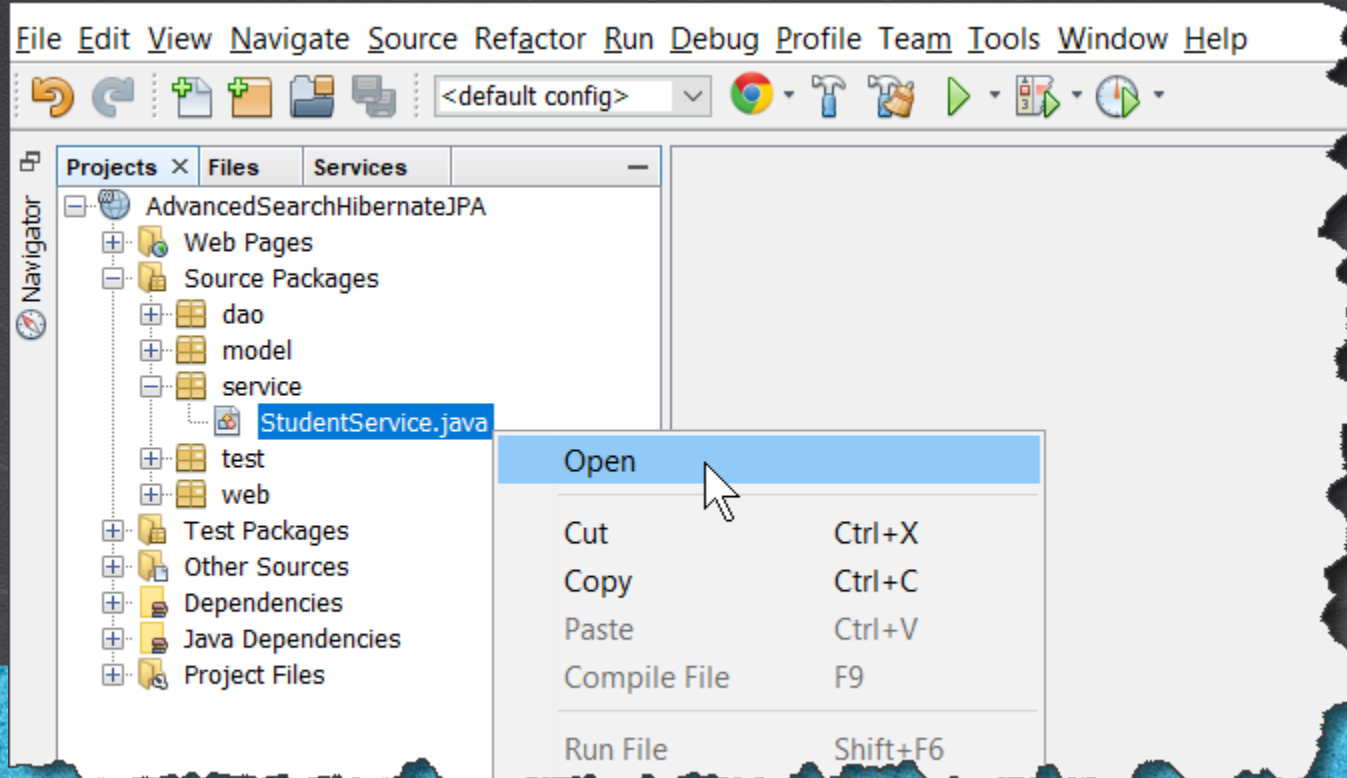 File Edit View Navigate Source Refactor Run Debug Profile Team Tools Window Help
<default config>
Projects Files Services
Navigator
AdvancedSearchHibernateJPA
Web Pages
Source Packages
dao
model
service
StudentService.java
test
web
Test Packages
Other Sources
Dependencies
Java Dependencies
Project Files
Open
Cut Ctrl+X
Copy Ctrl+C
Paste Ctrl+V
Compile File F9
Run File Shift+F6